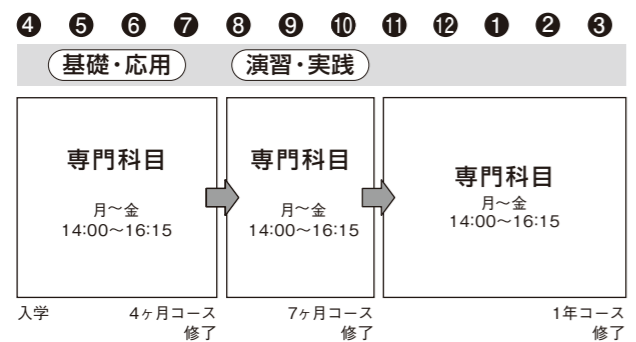 ❹ ❺ ❻ ❼ ❽ ❾ ❿ ⓫ ⓬ ❶ ❷ ❸
基礎・応用 演習・実践
専門科目
月～金
14:00～16:15
専門科目
月～金
14:00～16:15
専門科目
月～金
14:00～16:15
入学
4ヶ月コース
修了
7ヶ月コース
修了
1年コース
修了